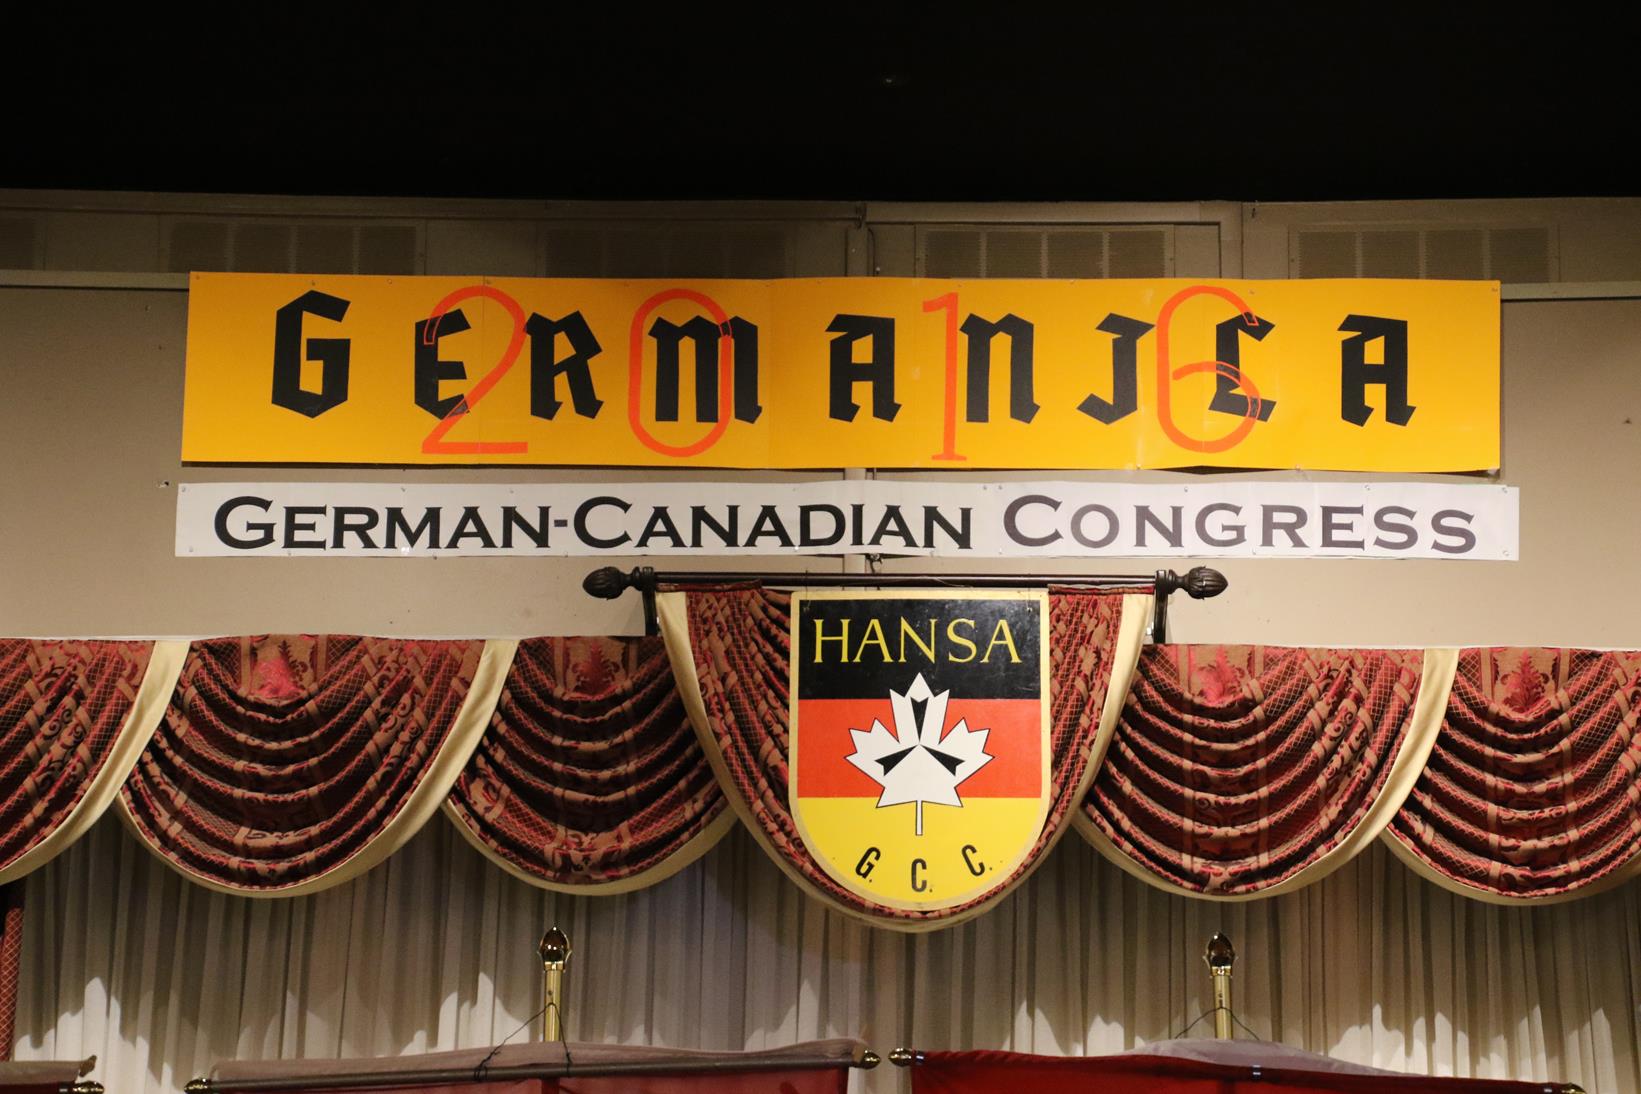 GERMANICA
2016
GERMAN-CANADIAN CONGRESS
HANSA
G. C. C.